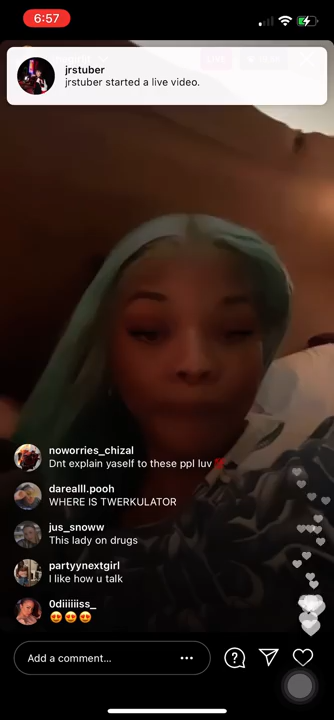 6:57
jrstuber
jrstuber started a live video.
noworries_chizal
Dnt explain yaself to these ppl luv
darealll.pooh
WHERE IS TWERKULATOR
jus_snoww
This lady on drugs
partyynextgirl
I like how u talk
0diiiiiiss_
😍😍😍
Add a comment...